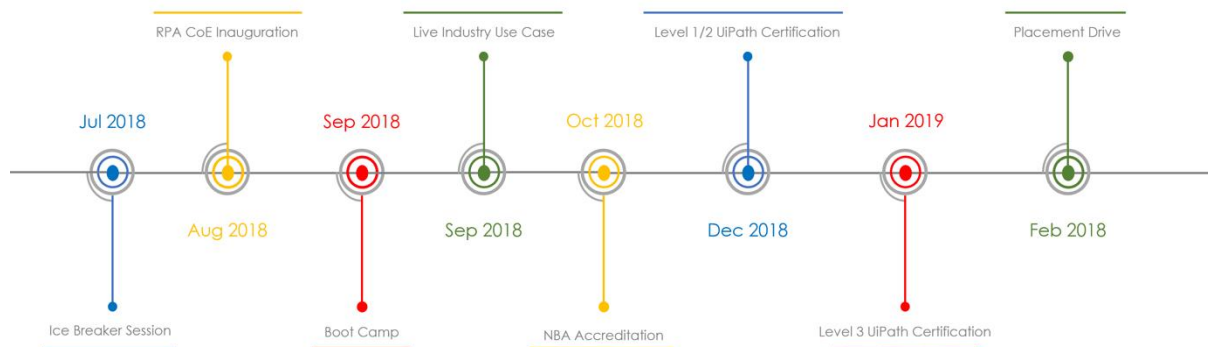 RPA CoE Inauguration
Live Industry Use Case
Level 1/2 UiPath Certification
Placement Drive
Jul 2018
Sep 2018
Oct 2018
Jan 2019
Aug 2018
Sep 2018
Dec 2018
Feb 2018
Ice Breaker Session
Boot Camp
NBA Accreditation
Level 3 UiPath Certification